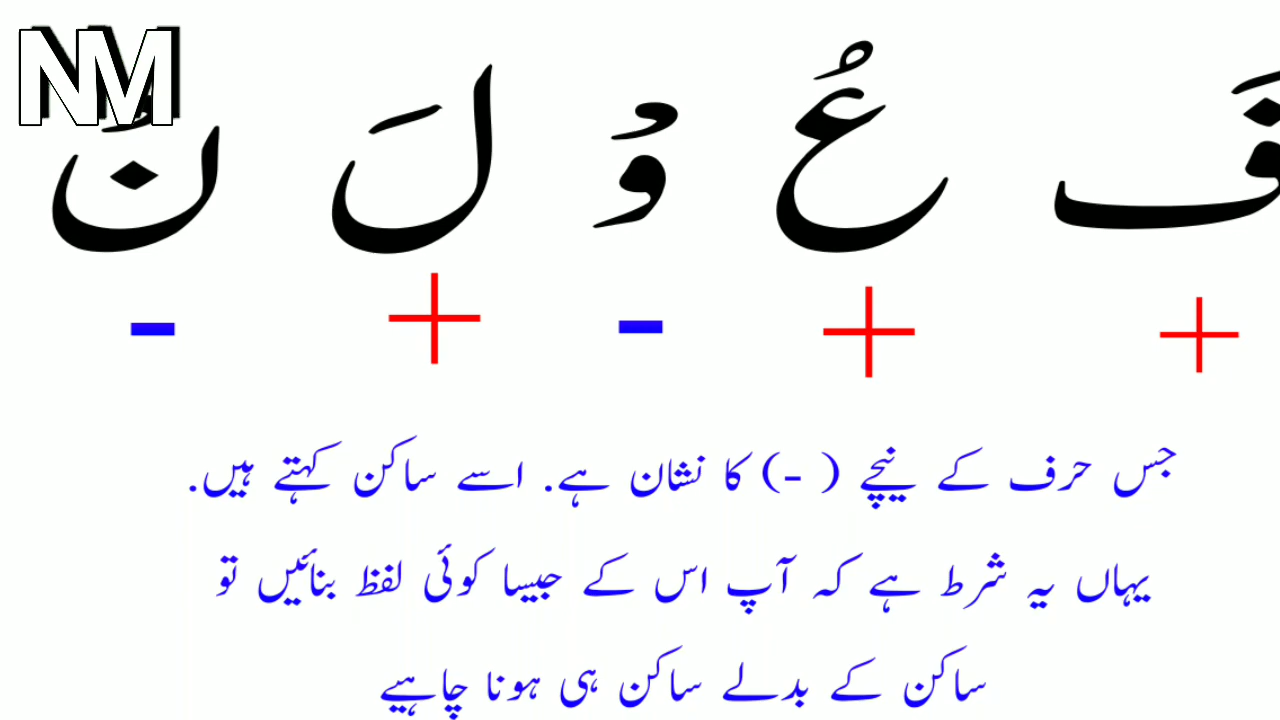 NM
فَ عُ وْ لَ نْ
+ + - + -
جس حرف کے نیچے ( -) کا نشان ہے. اسے ساکن کہتے ہیں.
یہاں یہ شرط ہے کہ آپ اس کے جیسا کوئی لفظ بنائیں تو
ساکن کے بدلے ساکن ہی ہونا چاہیے